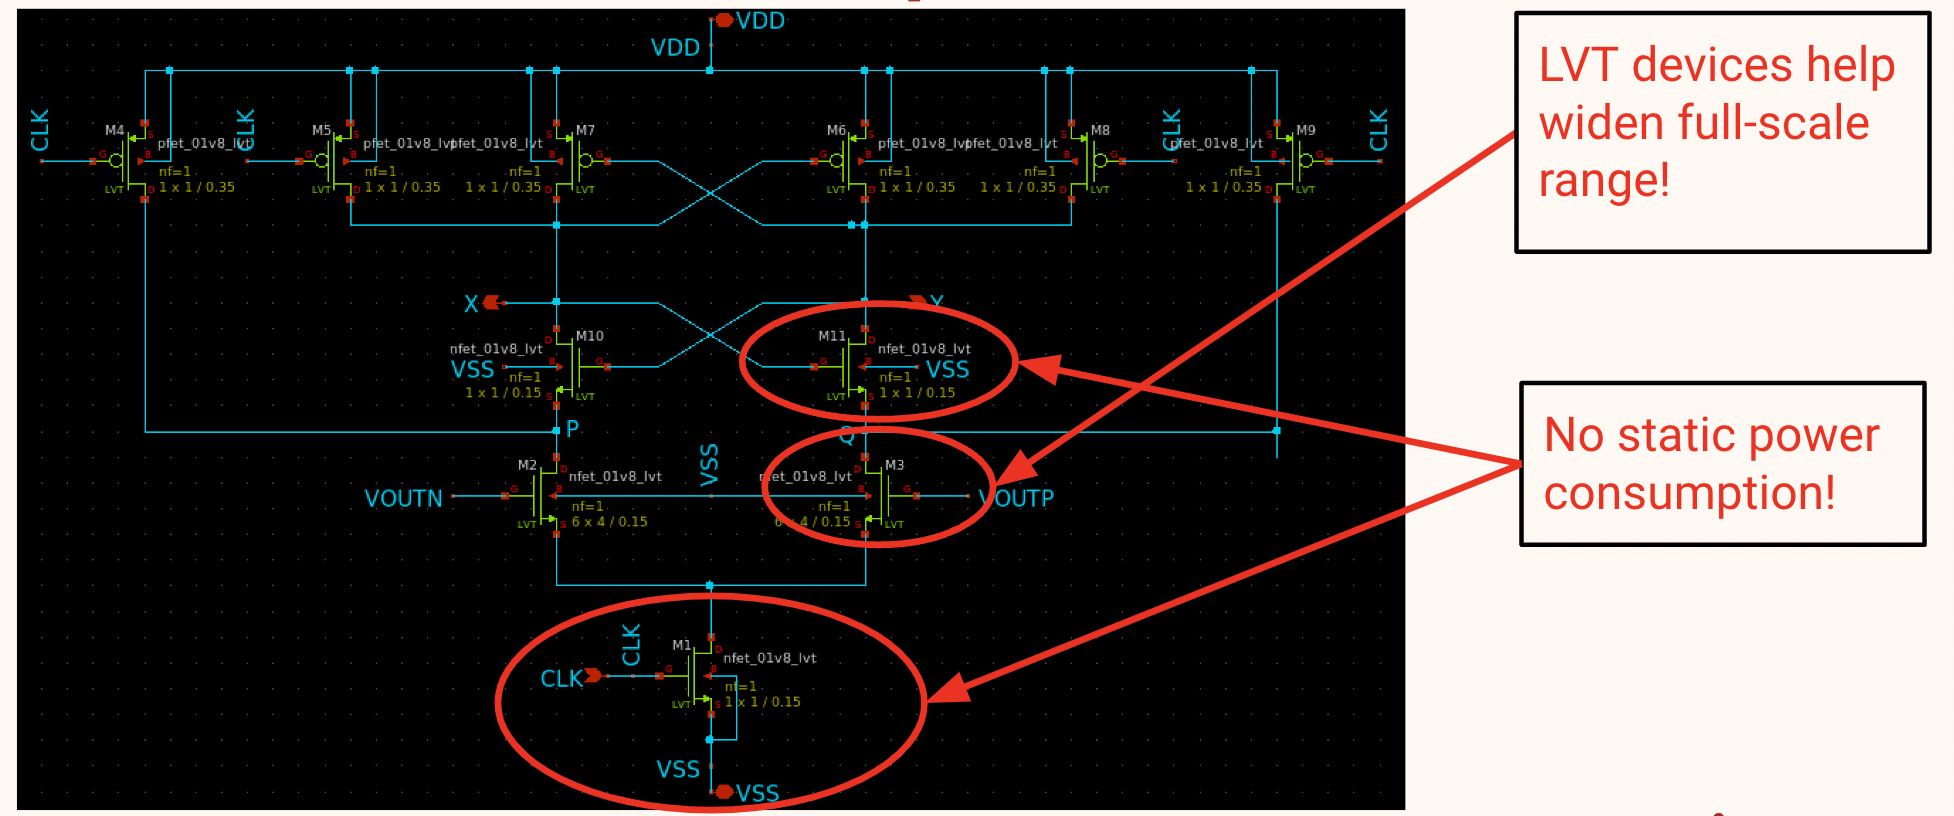 VDD
VDD
CLK
M4
S
G
B
pfet_01v8_lvt
nf=1
1 x 1 / 0.35
LVT
D
CLK
M5
S
G
B
pfet_01v8_lvt
nf=1
1 x 1 / 0.35
LVT
D
M7
S
pfet_01v8_lvt
B
G
nf=1
1 x 1 / 0.35
D
LVT
M6
S
G
B
pfet_01v8_lvt
nf=1
1 x 1 / 0.35
LVT
D
M8
S
pfet_01v8_lvt
B
G
nf=1
1 x 1 / 0.35
D
LVT
CLK
M9
S
pfet_01v8_lvt
B
G
nf=1
1 x 1 / 0.35
D
LVT
CLK
X
Y
M10
D
nfet_01v8_lvt
VSS
B
G
nf=1
1 x 1 / 0.15
S
LVT
M11
D
nfet_01v8_lvt
G
B
VSS
nf=1
1 x 1 / 0.15
LVT
S
P
Q
M2
D
nfet_01v8_lvt
VOUTN
G
B
nf=1
6 x 4 / 0.15
LVT
S
VSS
M3
D
nfet_01v8_lvt
B
G
VOUTP
nf=1
6 x 4 / 0.15
S
LVT
CLK
M1
D
nfet_01v8_lvt
CLK
G
B
nf=1
1 x 1 / 0.15
LVT
S
VSS
VSS
LVT devices help
widen full-scale
range!
No static power
consumption!